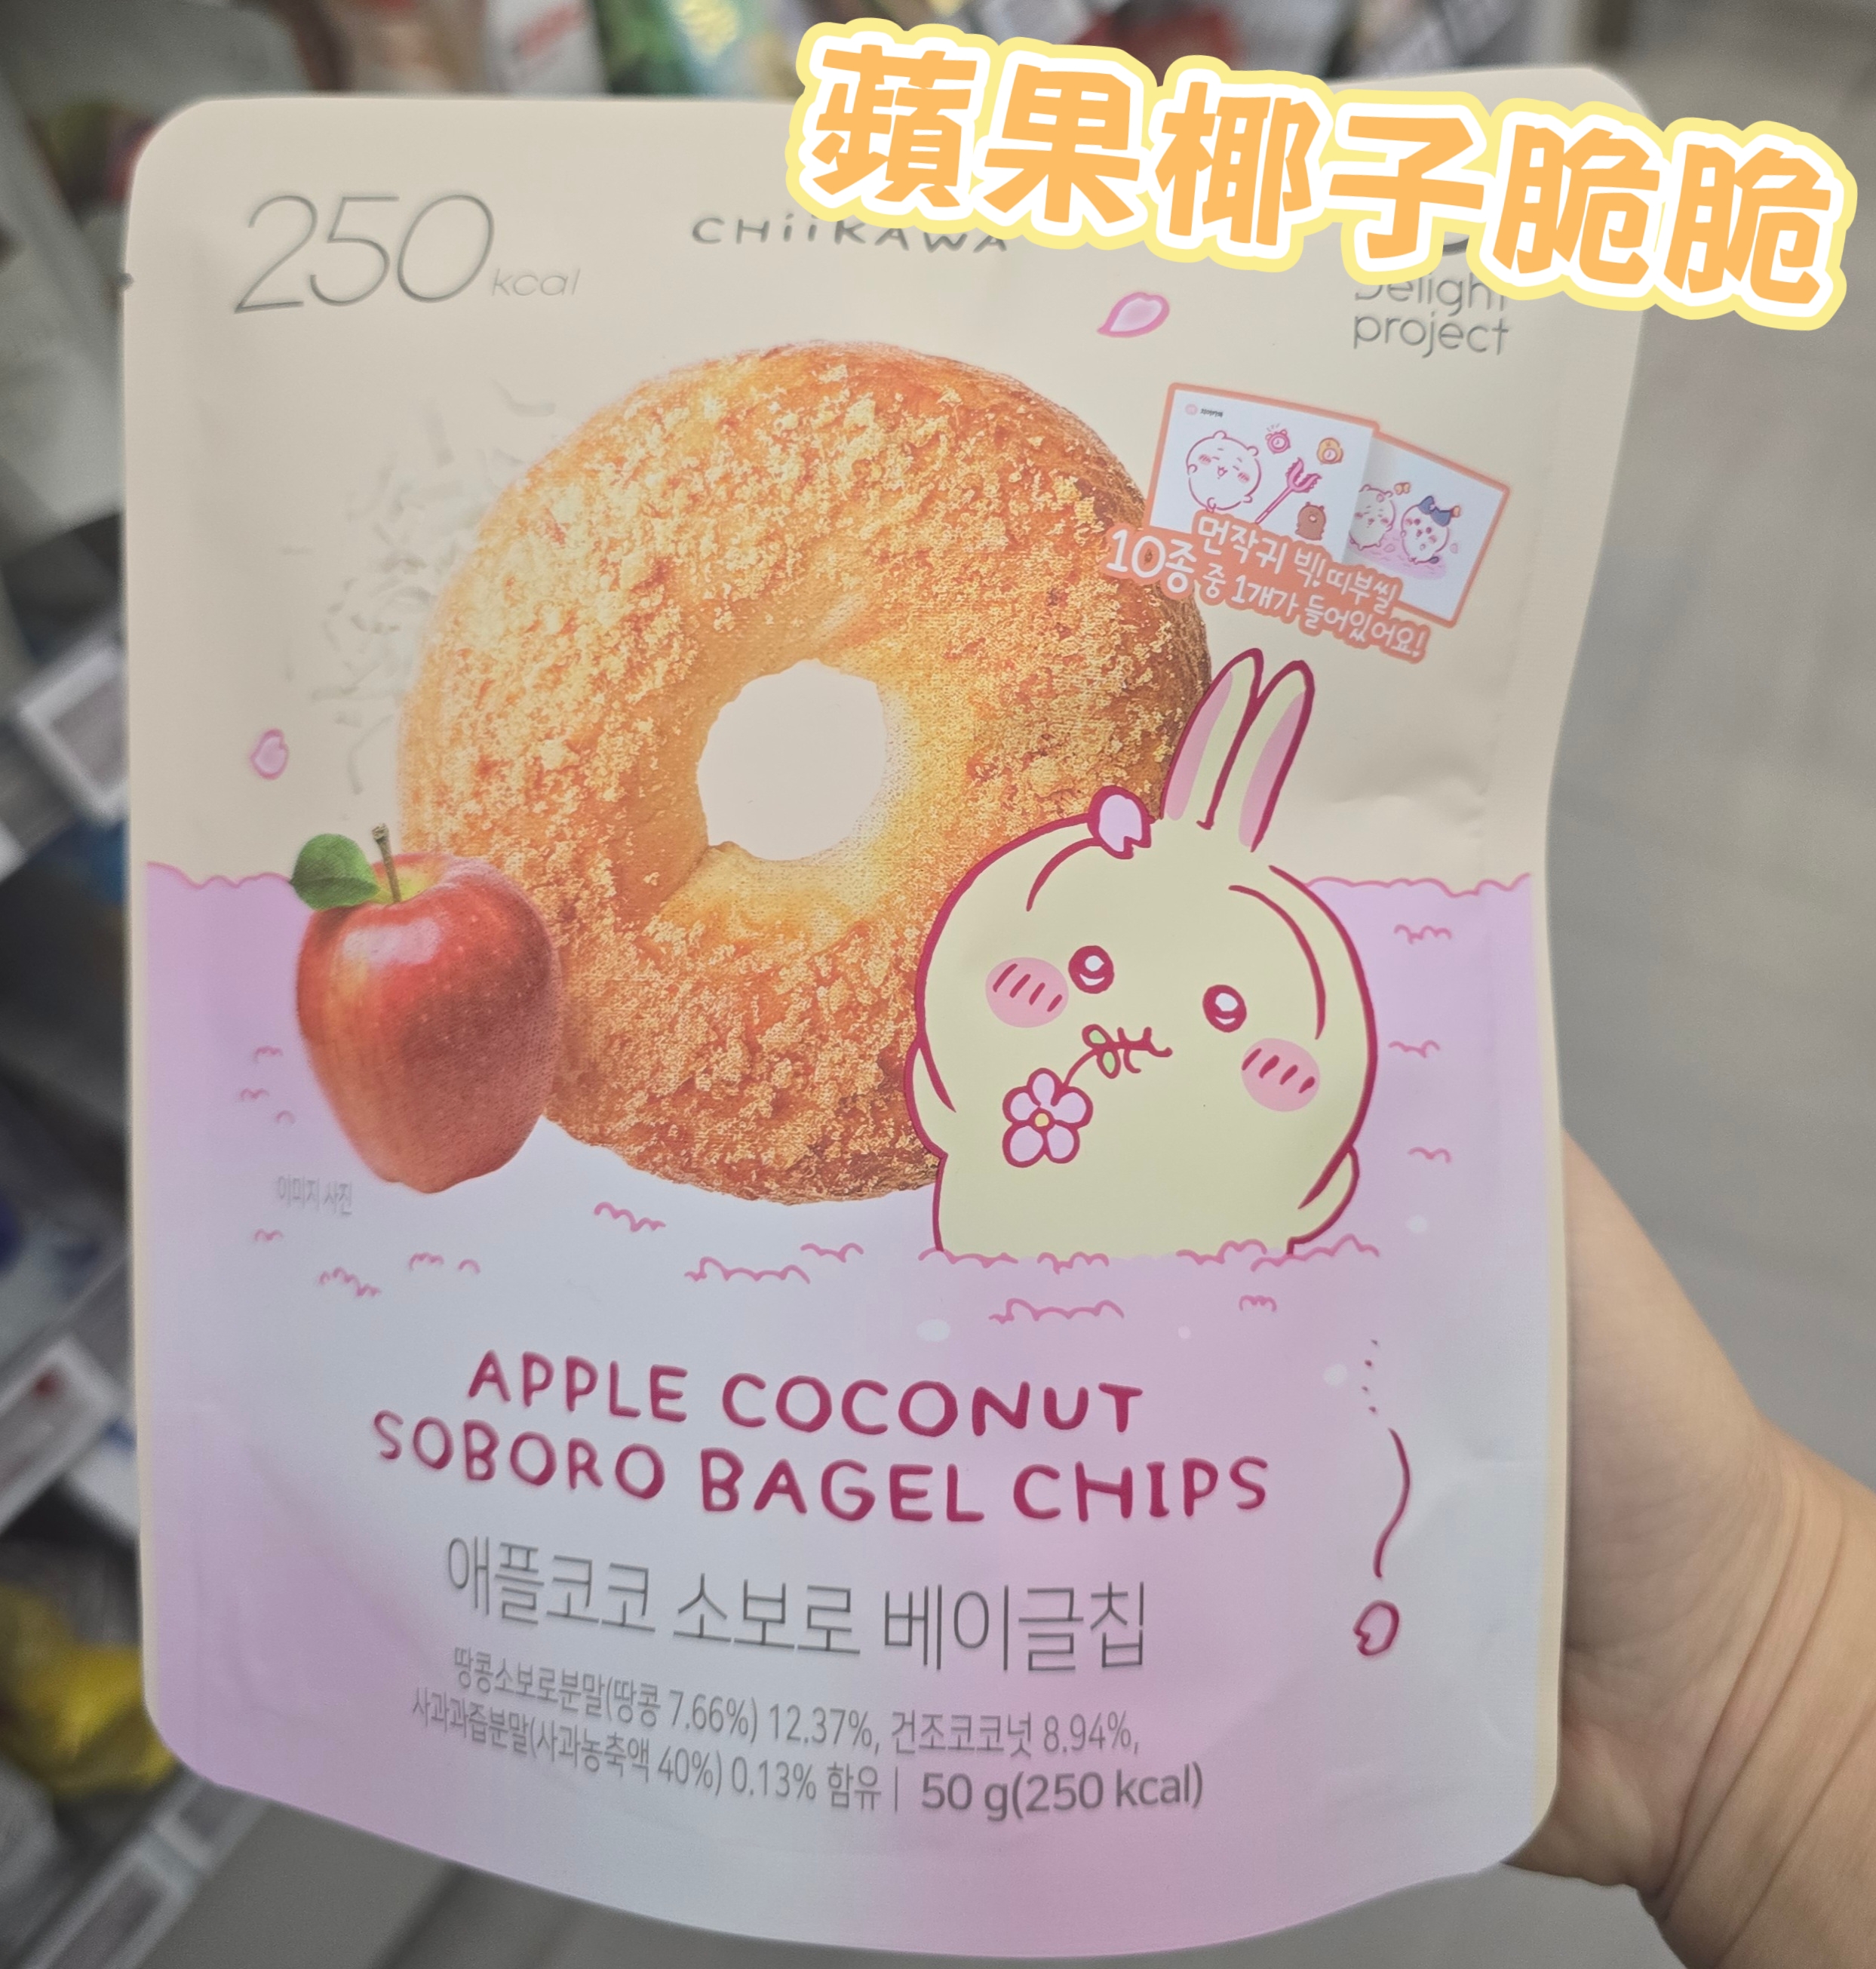 蘋果椰子脆脆
250 kcal
CHiiKAWA
Delight
project
먼작귀 빅! 띠부씰
10종 중 1개가 들어있어요!
이미지 사진
APPLE COCONUT
SOBORO BAGEL CHIPS
애플코코 소보로 베이글칩
땅콩소보로분말(땅콩 7.66%) 12.37%, 건조코코넛 8.94%,
사과과즙분말(사과농축액 40%) 0.13% 함유 | 50 g(250 kcal)